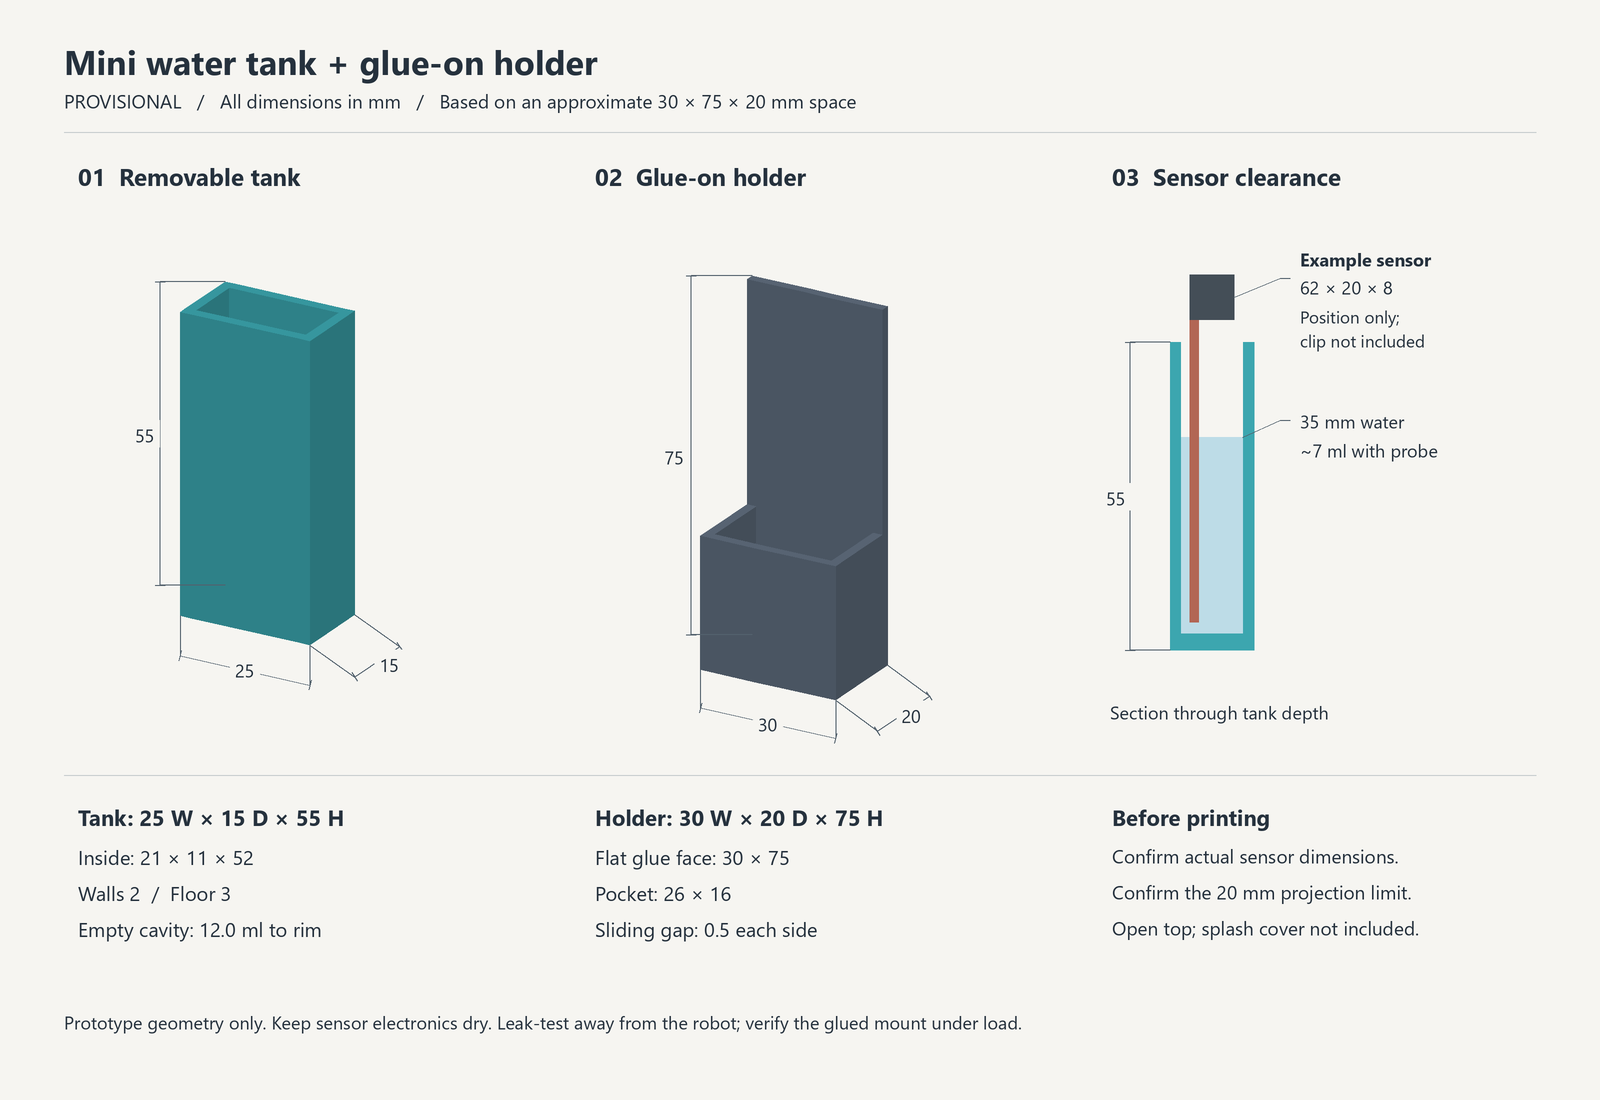 Mini water tank + glue-on holder
PROVISIONAL / All dimensions in mm / Based on an approximate 30 × 75 × 20 mm space
01 Removable tank
55
25
15
02 Glue-on holder
75
30
20
03 Sensor clearance
Example sensor
62 × 20 × 8
Position only;
clip not included
35 mm water
~7 ml with probe
55
Section through tank depth
Tank: 25 W × 15 D × 55 H
Inside: 21 × 11 × 52
Walls 2 / Floor 3
Empty cavity: 12.0 ml to rim
Holder: 30 W × 20 D × 75 H
Flat glue face: 30 × 75
Pocket: 26 × 16
Sliding gap: 0.5 each side
Before printing
Confirm actual sensor dimensions.
Confirm the 20 mm projection limit.
Open top; splash cover not included.
Prototype geometry only. Keep sensor electronics dry. Leak-test away from the robot; verify the glued mount under load.